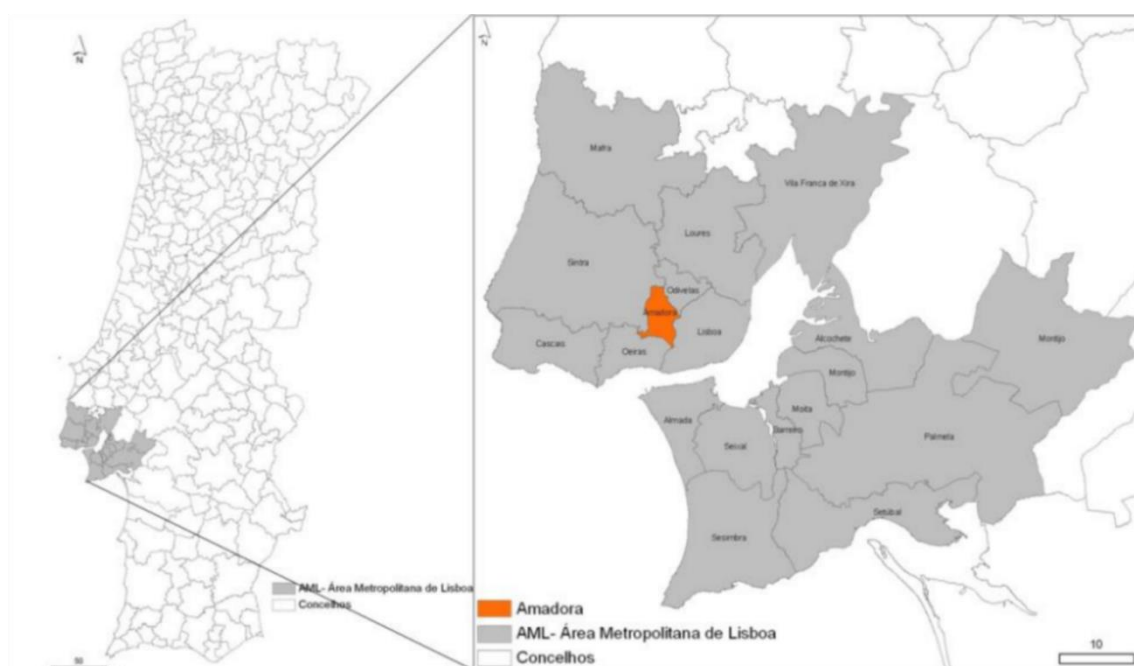 N
AML- Área Metropolitana de Lisboa
Concelhos
50
N
Mafra
Vila Franca de Xira
Loures
Sintra
Odivelas
Amadora
Lisboa
Cascais
Oeiras
Alcochete
Montijo
Montijo
Almada
Moita
Barreiro
Seixal
Palmela
Setúbal
Sesimbra
Amadora
AML- Área Metropolitana de Lisboa
Concelhos
10